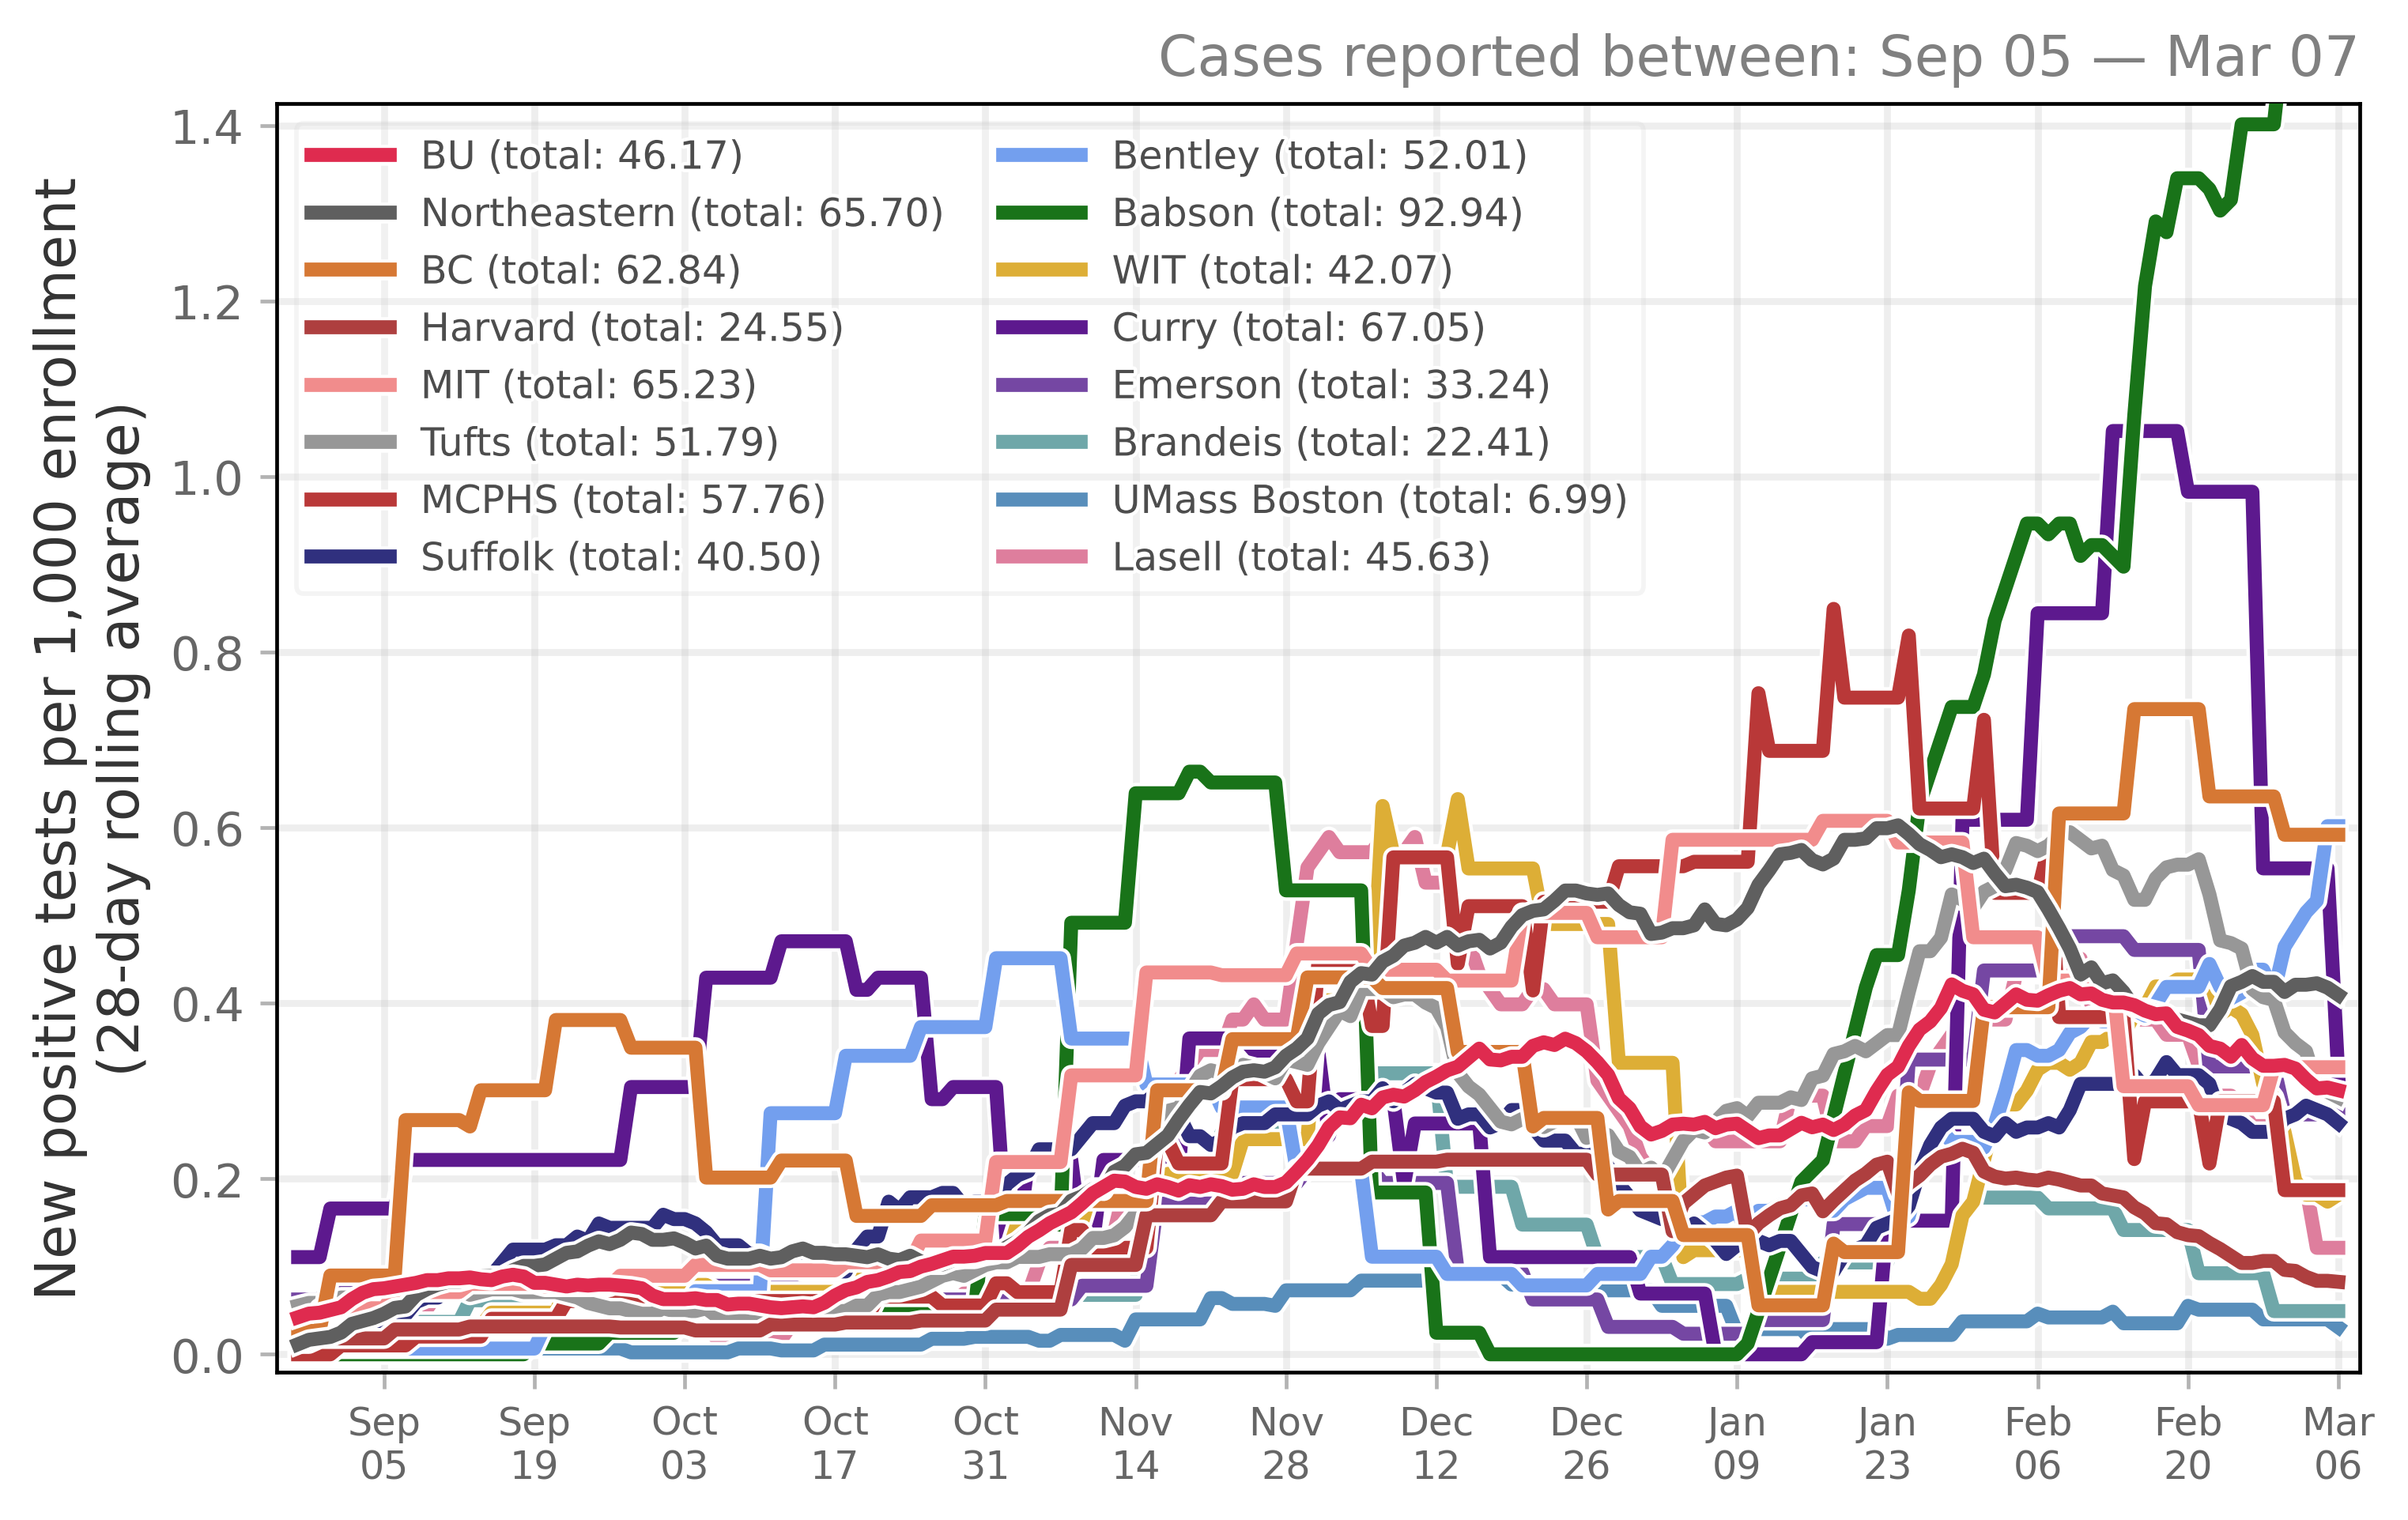 Cases reported between: Sep 05 — Mar 07
New positive tests per 1,000 enrollment
(28-day rolling average)
1.4
1.2
1.0
0.8
0.6
0.4
0.2
0.0
BU (total: 46.17)
Northeastern (total: 65.70)
BC (total: 62.84)
Harvard (total: 24.55)
MIT (total: 65.23)
Tufts (total: 51.79)
MCPHS (total: 57.76)
Suffolk (total: 40.50)
Bentley (total: 52.01)
Babson (total: 92.94)
WIT (total: 42.07)
Curry (total: 67.05)
Emerson (total: 33.24)
Brandeis (total: 22.41)
UMass Boston (total: 6.99)
Lasell (total: 45.63)
Sep
05
Sep
19
Oct
03
Oct
17
Oct
31
Nov
14
Nov
28
Dec
12
Dec
26
Jan
09
Jan
23
Feb
06
Feb
20
Mar
06